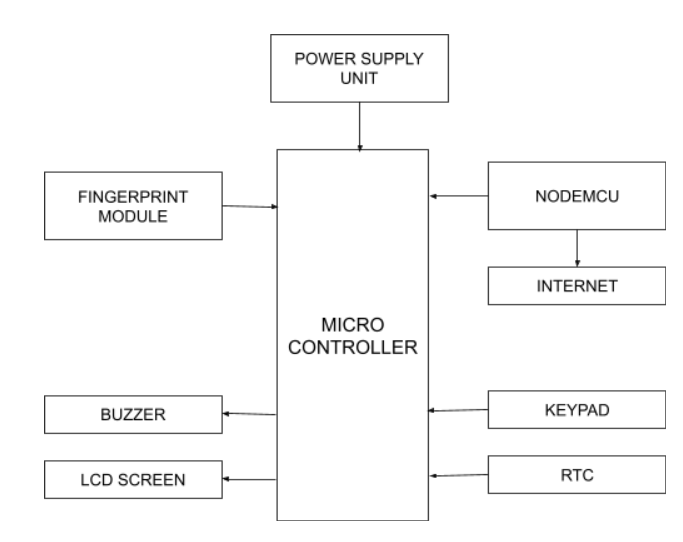 POWER SUPPLY
UNIT
FINGERPRINT
MODULE
NODEMCU
INTERNET
MICRO
CONTROLLER
BUZZER
KEYPAD
LCD SCREEN
RTC